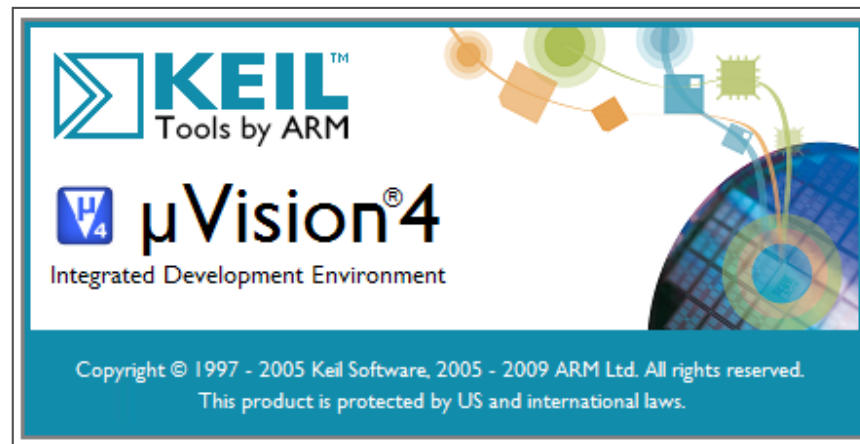 KEIL™
Tools by ARM
μ
V
4
μVision®4
Integrated Development Environment
Copyright © 1997 - 2005 Keil Software, 2005 - 2009 ARM Ltd. All rights reserved.
This product is protected by US and international laws.